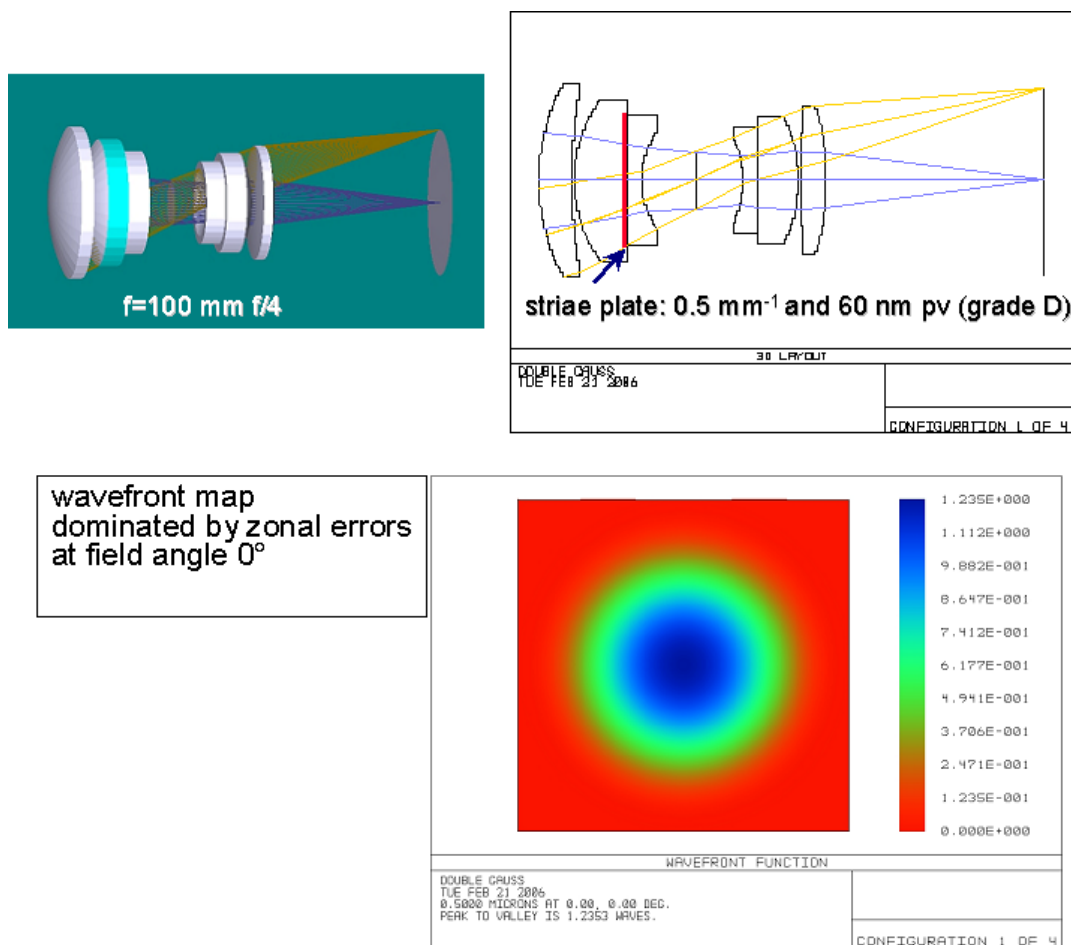 f=100 mm f/4
striae plate: 0.5 mm⁻¹ and 60 nm pv (grade D)
3D LAYOUT
DOUBLE GAUSS
TUE FEB 21 2006
CONFIGURATION 1 OF 4
wavefront map
dominated by zonal errors
at field angle 0°
1.235E+000
1.112E+000
9.882E-001
8.647E-001
7.412E-001
6.177E-001
4.941E-001
3.706E-001
2.471E-001
1.235E-001
0.000E+000
WAVEFRONT FUNCTION
DOUBLE GAUSS
TUE FEB 21 2006
0.5000 MICRONS AT 0.00, 0.00 DEG.
PEAK TO VALLEY IS 1.2353 WAVES.
CONFIGURATION 1 OF 4